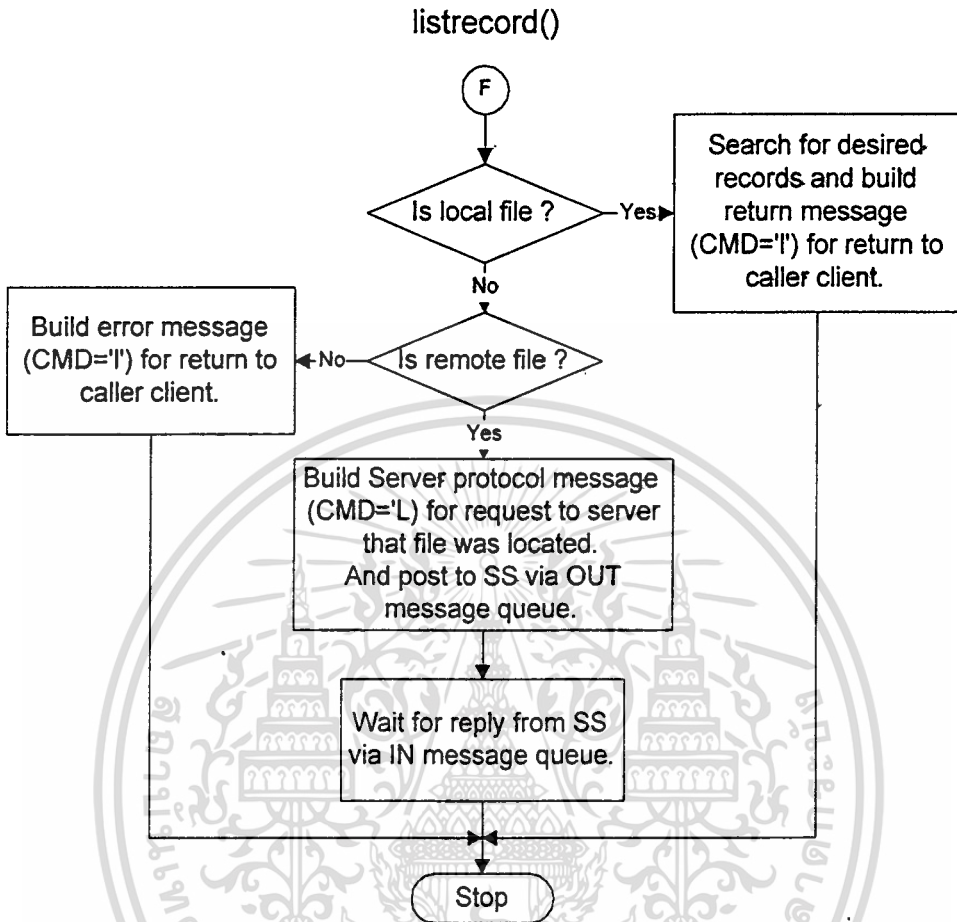 listrecord()
F
Is local file ?
Yes
Search for desired
records and build
return message
(CMD='l') for return to
caller client.
No
Is remote file ?
No
Build error message
(CMD='l') for return to
caller client.
Yes
Build Server protocol message
(CMD='L') for request to server
that file was located.
And post to SS via OUT
message queue.
Wait for reply from SS
via IN message queue.
Stop